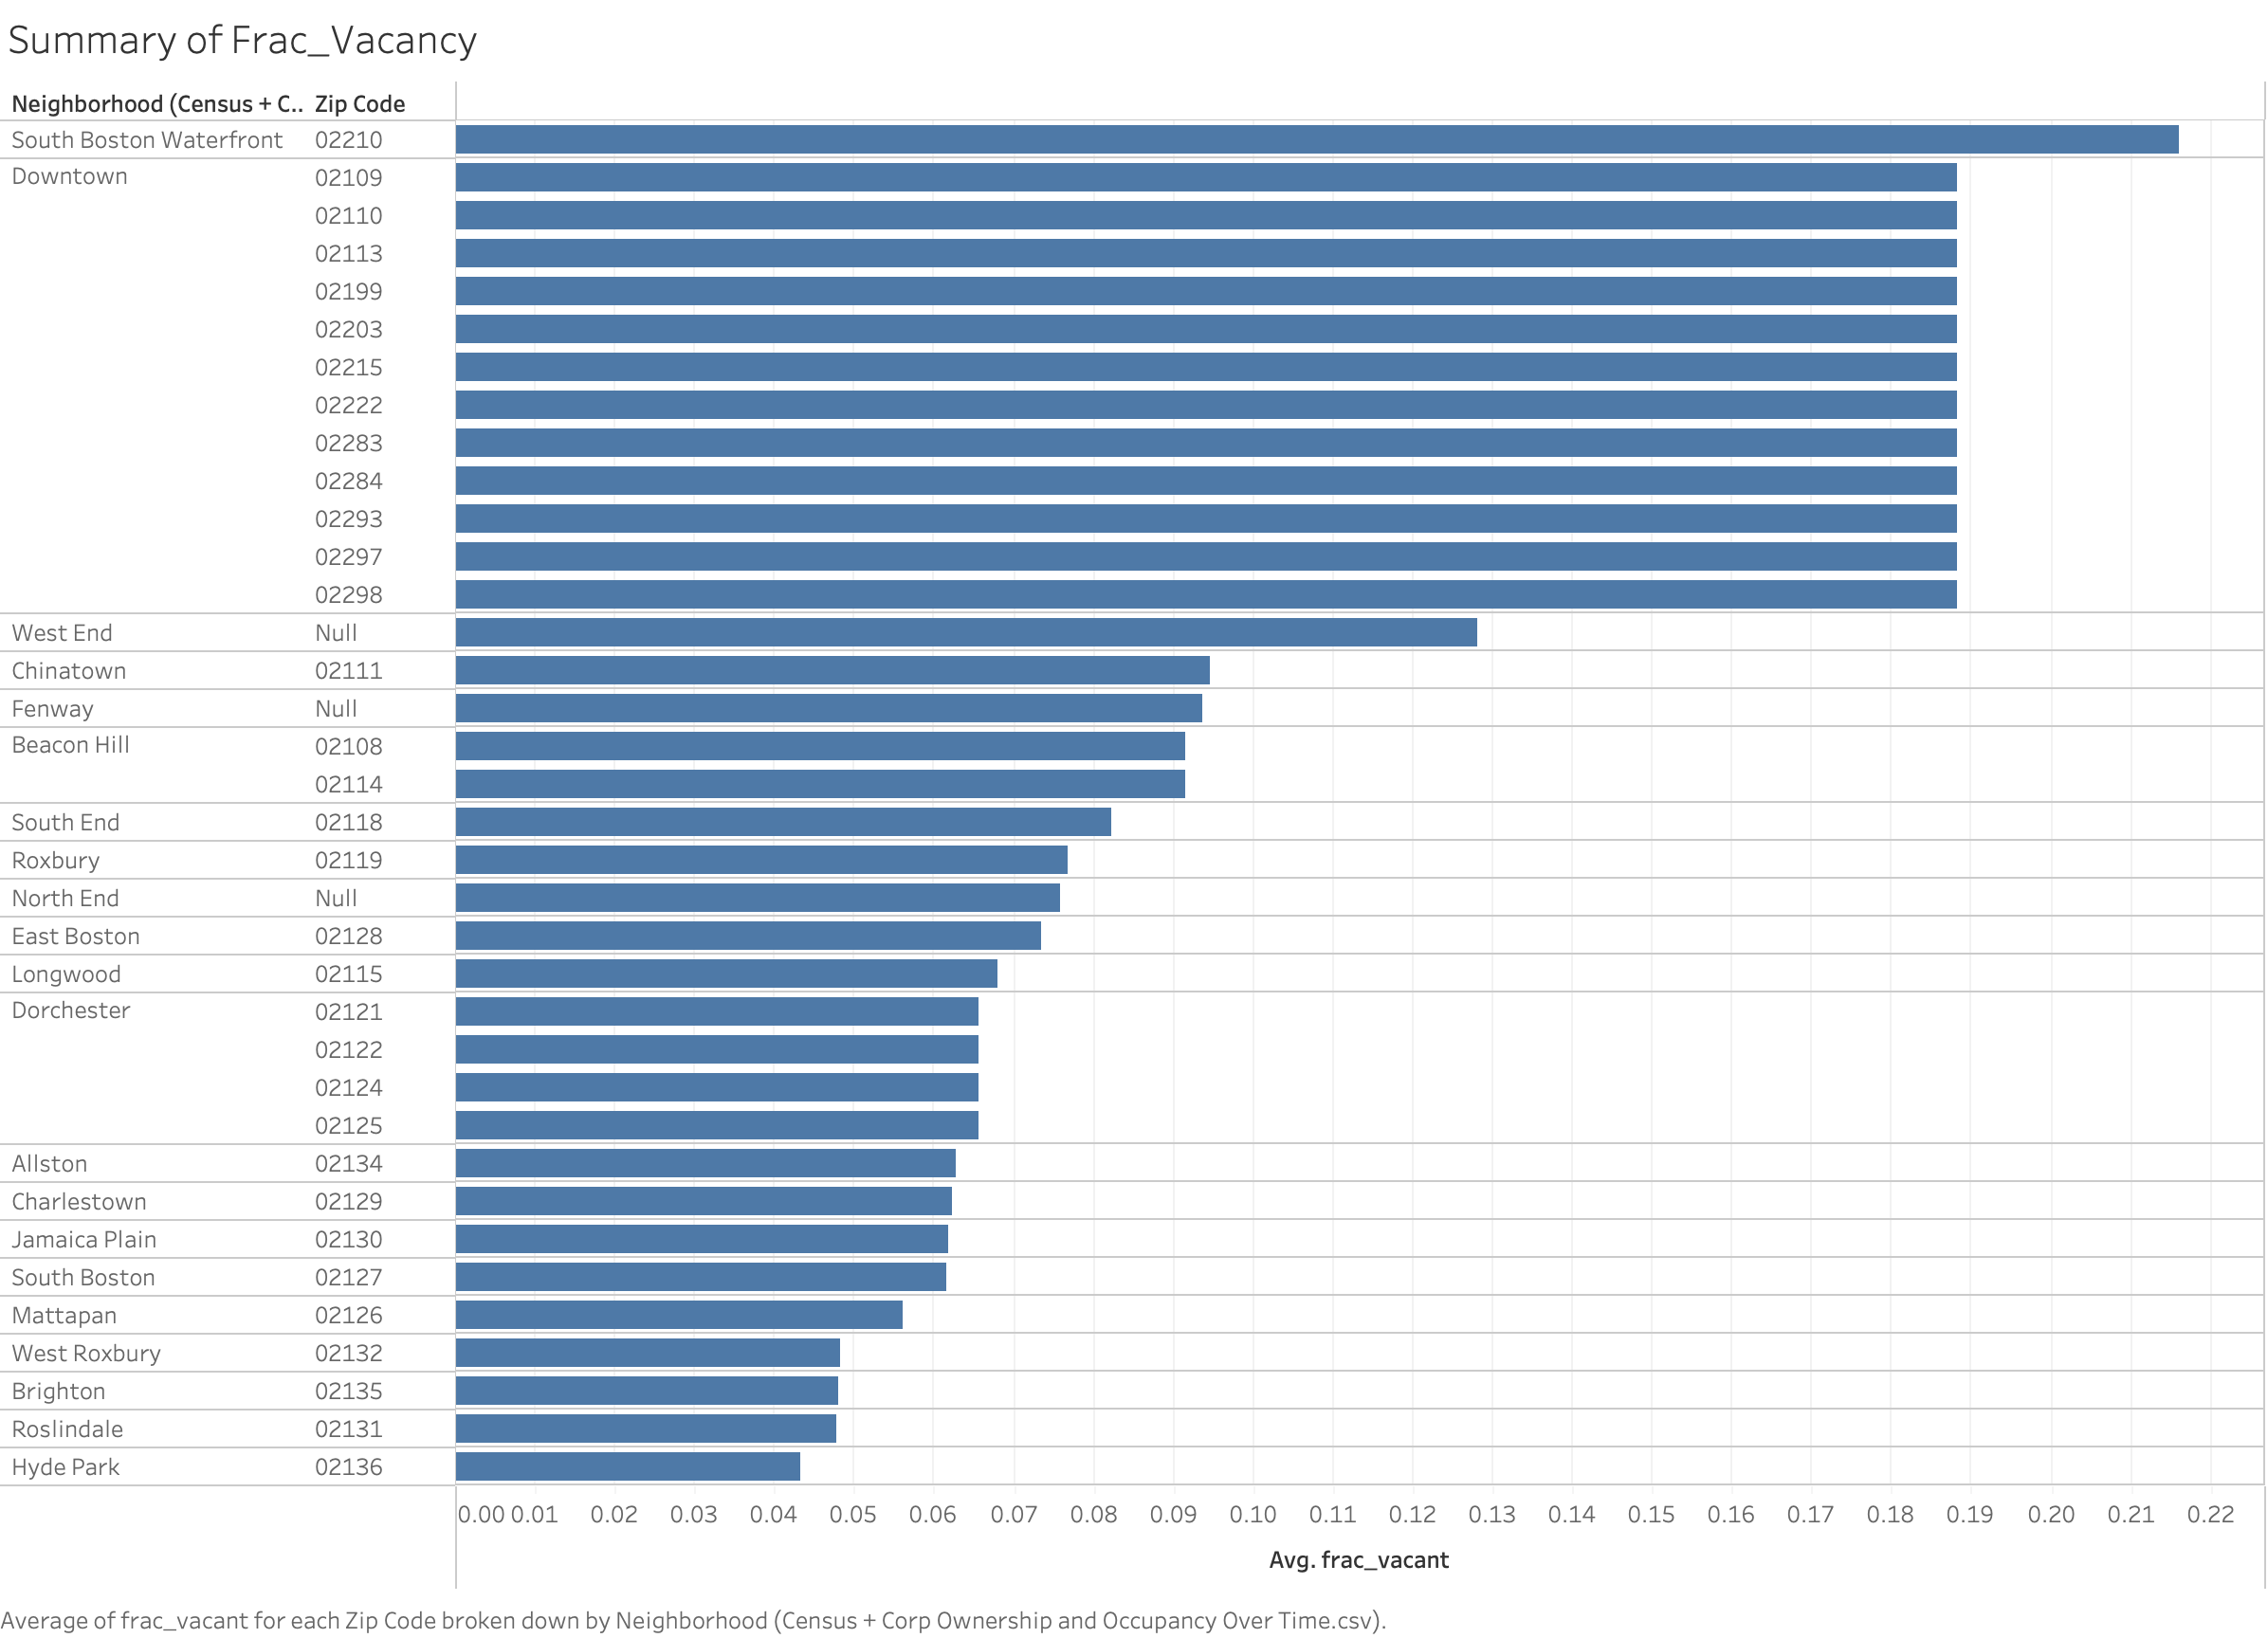 Summary of Frac_Vacancy
Neighborhood (Census + C.. Zip Code
South Boston Waterfront 02210
Downtown 02109
02110
02113
02199
02203
02215
02222
02283
02284
02293
02297
02298
West End Null
Chinatown 02111
Fenway Null
Beacon Hill 02108
02114
South End 02118
Roxbury 02119
North End Null
East Boston 02128
Longwood 02115
Dorchester 02121
02122
02124
02125
Allston 02134
Charlestown 02129
Jamaica Plain 02130
South Boston 02127
Mattapan 02126
West Roxbury 02132
Brighton 02135
Roslindale 02131
Hyde Park 02136
0.00 0.01 0.02 0.03 0.04 0.05 0.06 0.07 0.08 0.09 0.10 0.11 0.12 0.13 0.14 0.15 0.16 0.17 0.18 0.19 0.20 0.21 0.22
Avg. frac_vacant
Average of frac_vacant for each Zip Code broken down by Neighborhood (Census + Corp Ownership and Occupancy Over Time.csv).